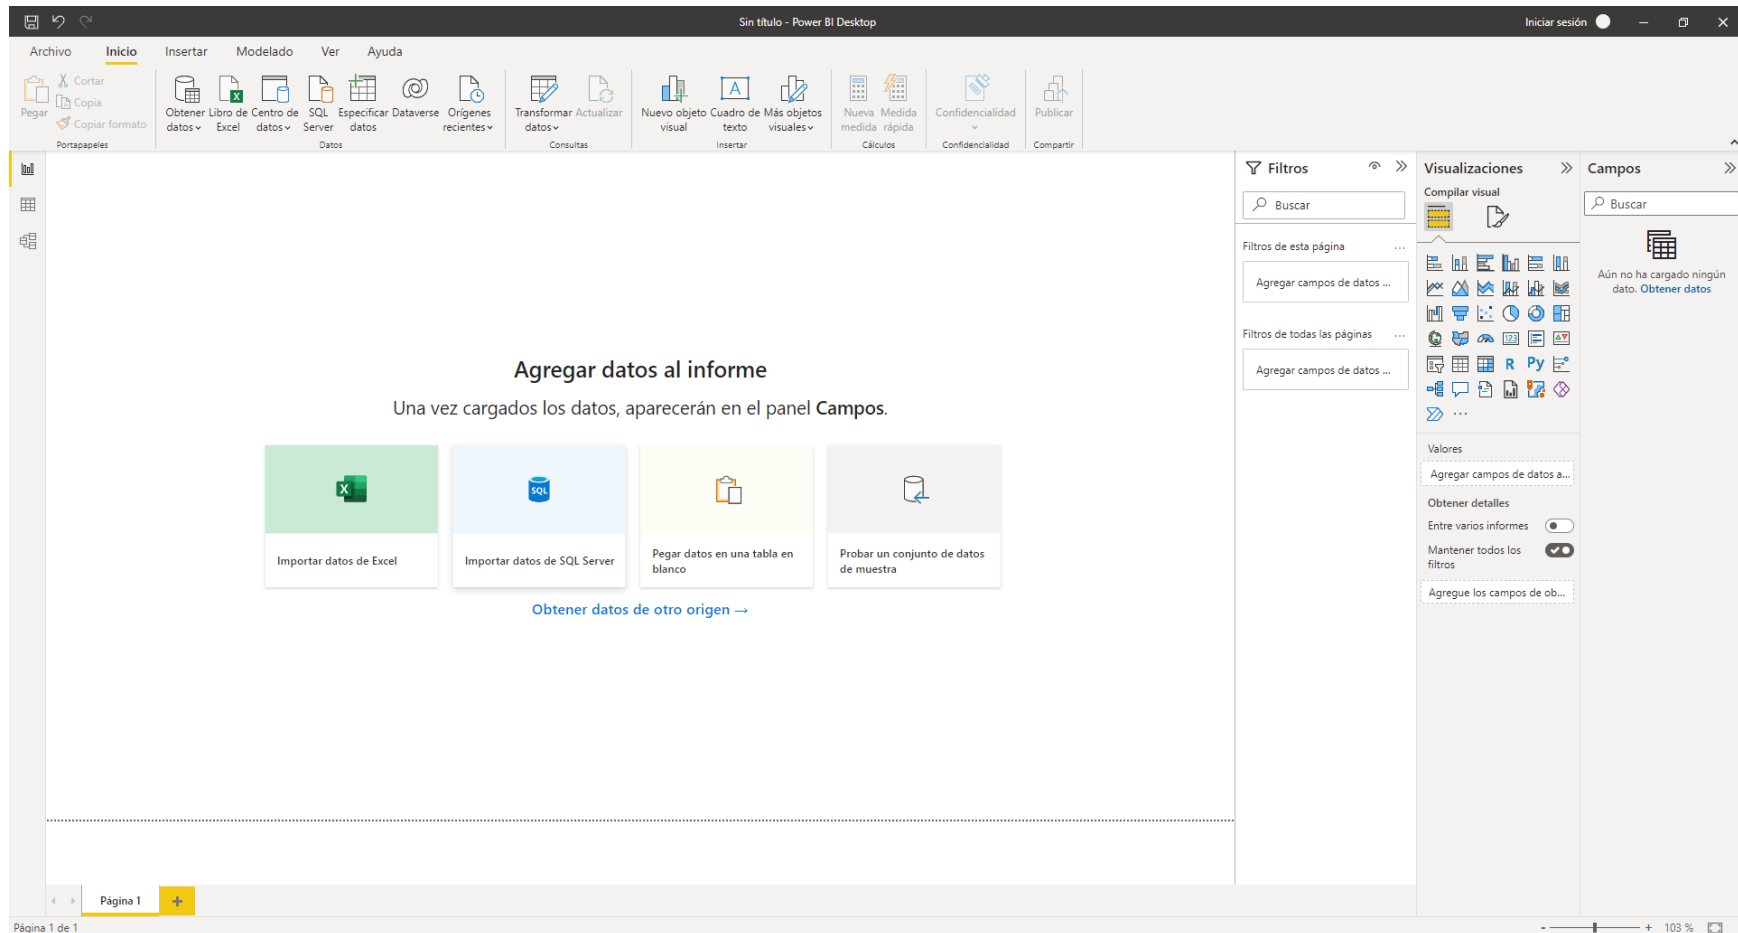 Sin título - Power BI Desktop
Iniciar sesión
Archivo Inicio Insertar Modelado Ver Ayuda
Pegar
Cortar
Copia
Copiar formato
Portapapeles
Obtener datos
Libro de Excel
Centro de datos
SQL Server
Especificar datos
Dataverse
Orígenes recientes
Datos
Transformar datos
Actualizar
Consultas
Nuevo objeto visual
Cuadro de texto
Más objetos visuales
Insertar
Nueva medida
Medida rápida
Cálculos
Confidencialidad
Confidencialidad
Publicar
Compartir
Agregar datos al informe
Una vez cargados los datos, aparecerán en el panel Campos.
X
SQL
Importar datos de Excel
Importar datos de SQL Server
Pegar datos en una tabla en
blanco
Probar un conjunto de datos
de muestra
Obtener datos de otro origen →
Filtros
Buscar
Filtros de esta página ...
Agregar campos de datos ...
Filtros de todas las páginas ...
Agregar campos de datos ...
Visualizaciones
Compilar visual
123
R Py
...
Valores
Agregar campos de datos a...
Obtener detalles
Entre varios informes
Mantener todos los
filtros
Agregue los campos de ob...
Campos
Buscar
Aún no ha cargado ningún
dato. Obtener datos
Página 1 +
Página 1 de 1
- + 103 %